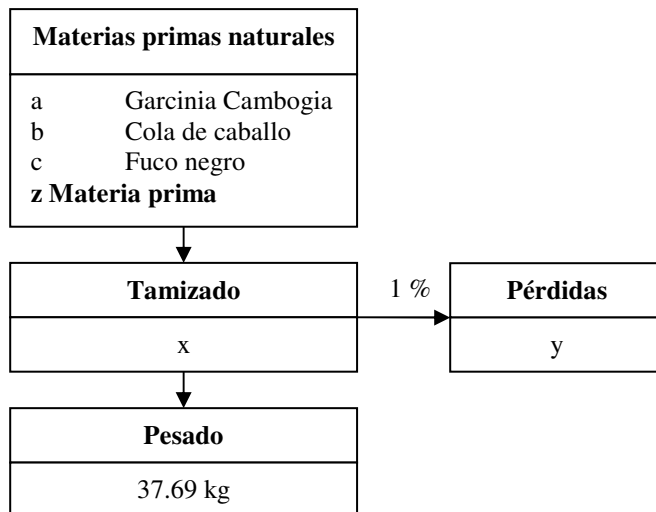 Materias primas naturales
a Garcinia Cambogia
b Cola de caballo
c Fuco negro
z Materia prima
Tamizado
1 %
Pérdidas
x
y
Pesado
37.69 kg